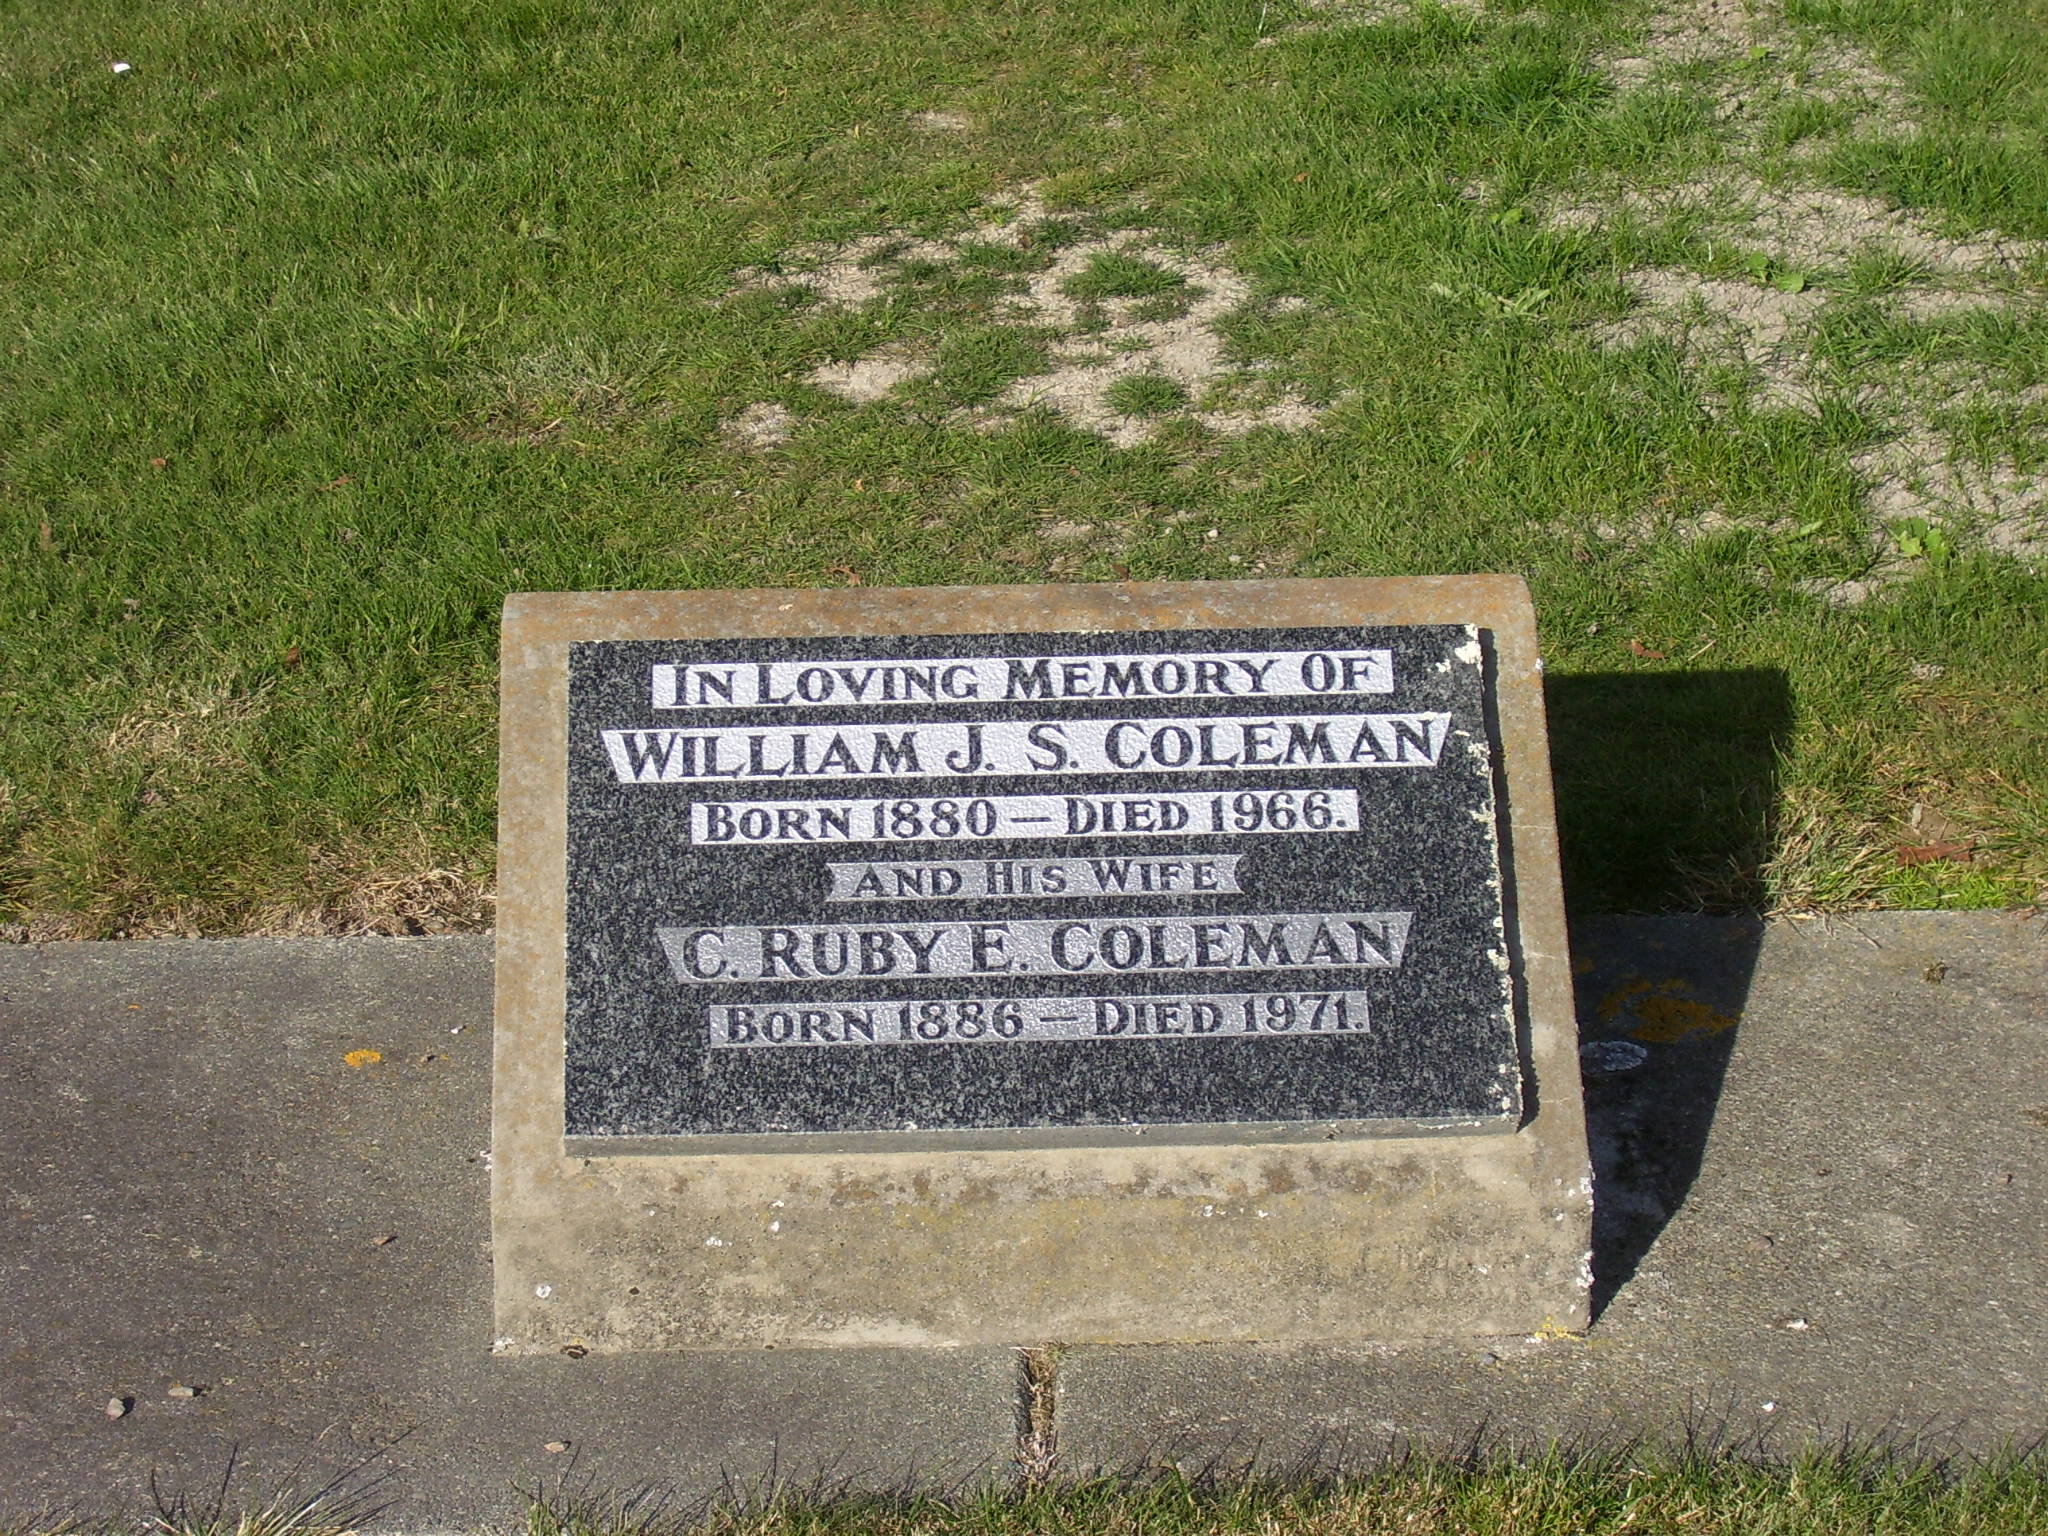 In Loving Memory Of
William J. S. Coleman
Born 1880 — Died 1966.
and His Wife
C. Ruby E. Coleman
Born 1886 — Died 1971.